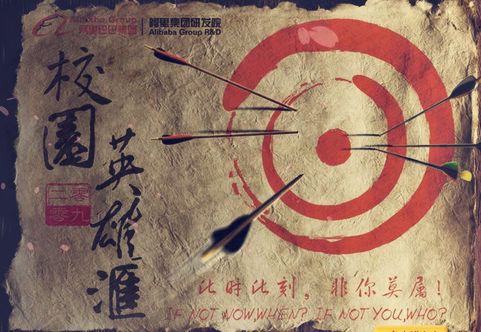 Alibaba Group
阿里巴巴集团
阿里集团研发院
Alibaba Group R&D
校園
英雄滙
二零
零九
此时此刻，非你莫属！
IF NOT NOW,WHEN? IF NOT YOU,WHO?